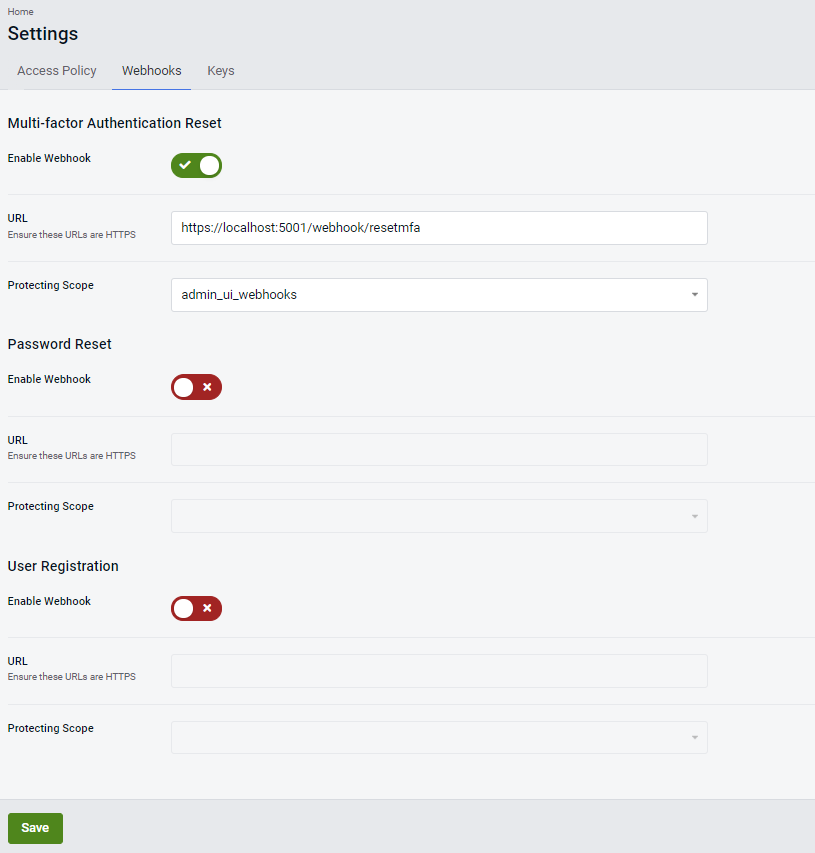 Home
Settings
Access Policy Webhooks Keys
Multi-factor Authentication Reset
Enable Webhook
URL
Ensure these URLs are HTTPS
https://localhost:5001/webhook/resetmfa
Protecting Scope
admin_ui_webhooks
Password Reset
Enable Webhook
URL
Ensure these URLs are HTTPS
Protecting Scope
User Registration
Enable Webhook
URL
Ensure these URLs are HTTPS
Protecting Scope
Save